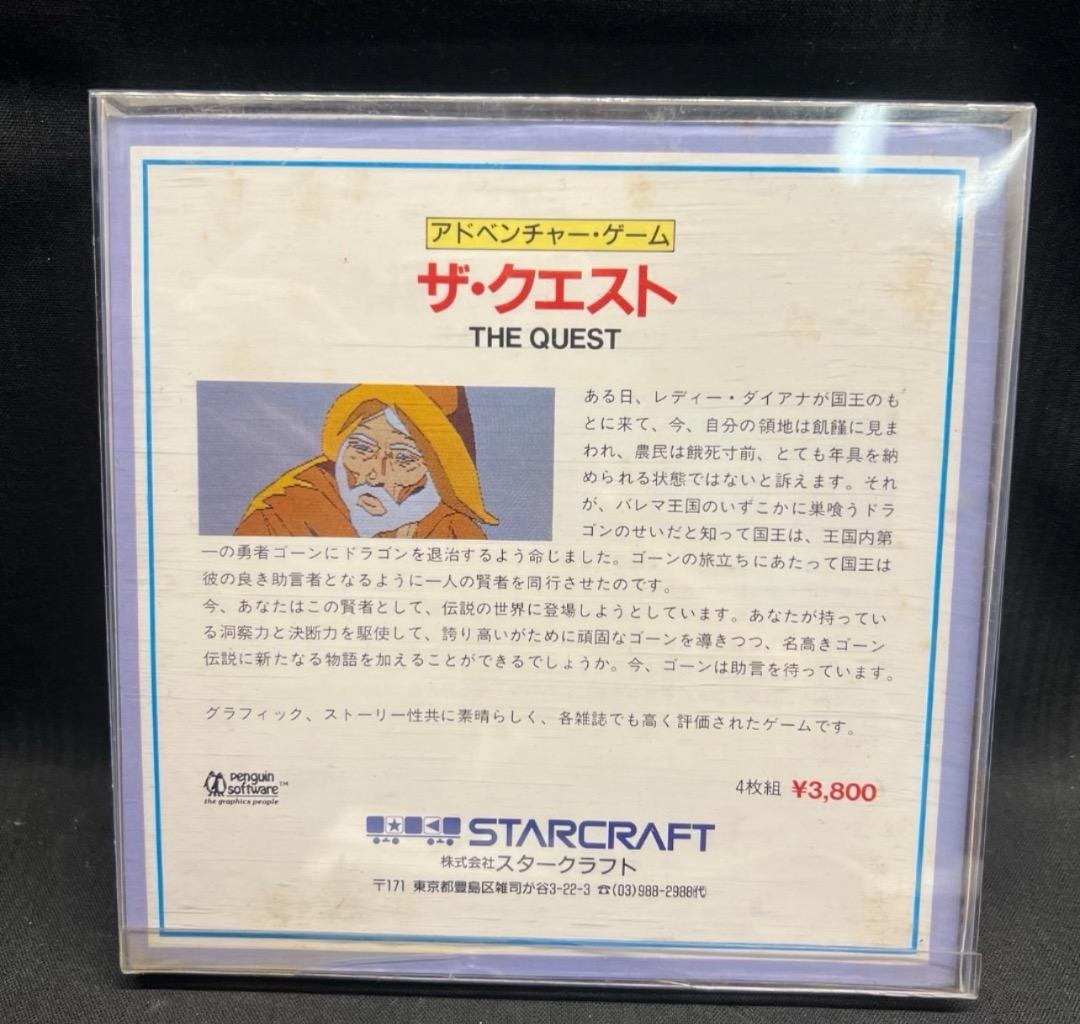 アドベンチャー・ゲーム
ザ・クエスト
THE QUEST
ある日、レディー・ダイアナが国王のも
とに来て、今、自分の領地は飢饉に見ま
われ、農民は餓死寸前、とても年具を納
められる状態ではないと訴えます。それ
が、バレマ王国のいずこかに巣喰うドラ
ゴンのせいだと知って国王は、王国内第
一の勇者ゴーンにドラゴンを退治するよう命じました。ゴーンの旅立ちにあたって国王は
彼の良き助言者となるように一人の賢者を同行させたのです。
今、あなたはこの賢者として、伝説の世界に登場しようとしています。あなたが持ってい
る洞察力と決断力を駆使して、誇り高いがために頑固なゴーンを導きつつ、名高きゴーン
伝説に新たなる物語を加えることができるでしょうか。今、ゴーンは助言を待っています。
グラフィック、ストーリー性共に素晴らしく、各雑誌でも高く評価されたゲームです。
penguin
software™
the graphics people
4枚組 ¥3,800
STARCRAFT
株式会社スタークラフト
〒171 東京都豊島区雑司が谷3-22-3 ☎(03)988-2988代